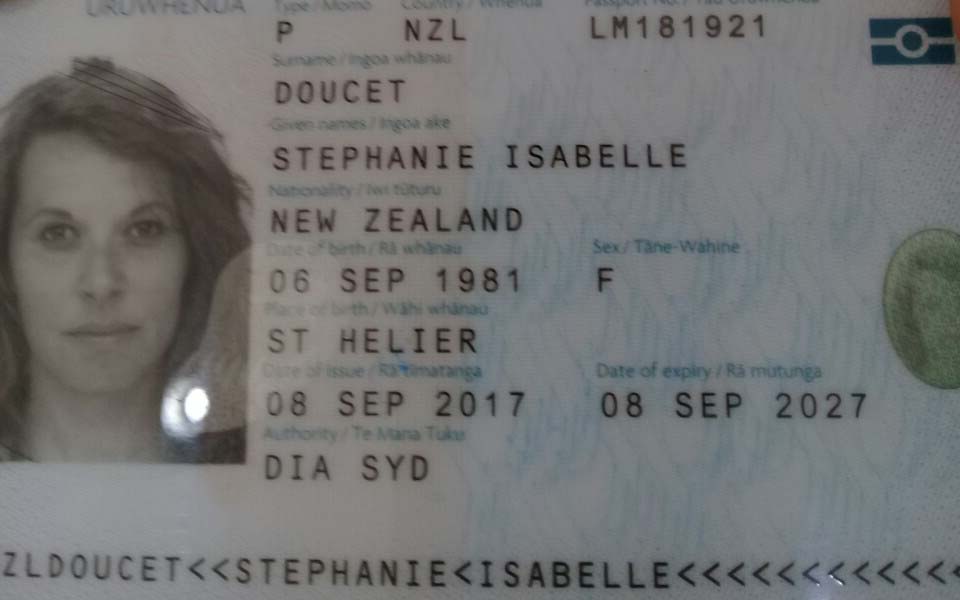 URUWHENUA
Type / Momo Country / Whenua Passport No. / Tau Uruwhenua
P NZL LM181921
Surname / Ingoa whānau
DOUCET
Given names / Ingoa ake
STEPHANIE ISABELLE
Nationality / Iwi tūturu
NEW ZEALAND
Date of birth / Rā whānau Sex / Tāne-Wahine
06 SEP 1981 F
Place of birth / Wāhi whānau
ST HELIER
Date of issue / Rā timatanga Date of expiry / Rā mutunga
08 SEP 2017 08 SEP 2027
Authority / Te Mana Tuku
DIA SYD
ZLDOUCET<<STEPHANIE<ISABELLE<<<<<<<<<<<<